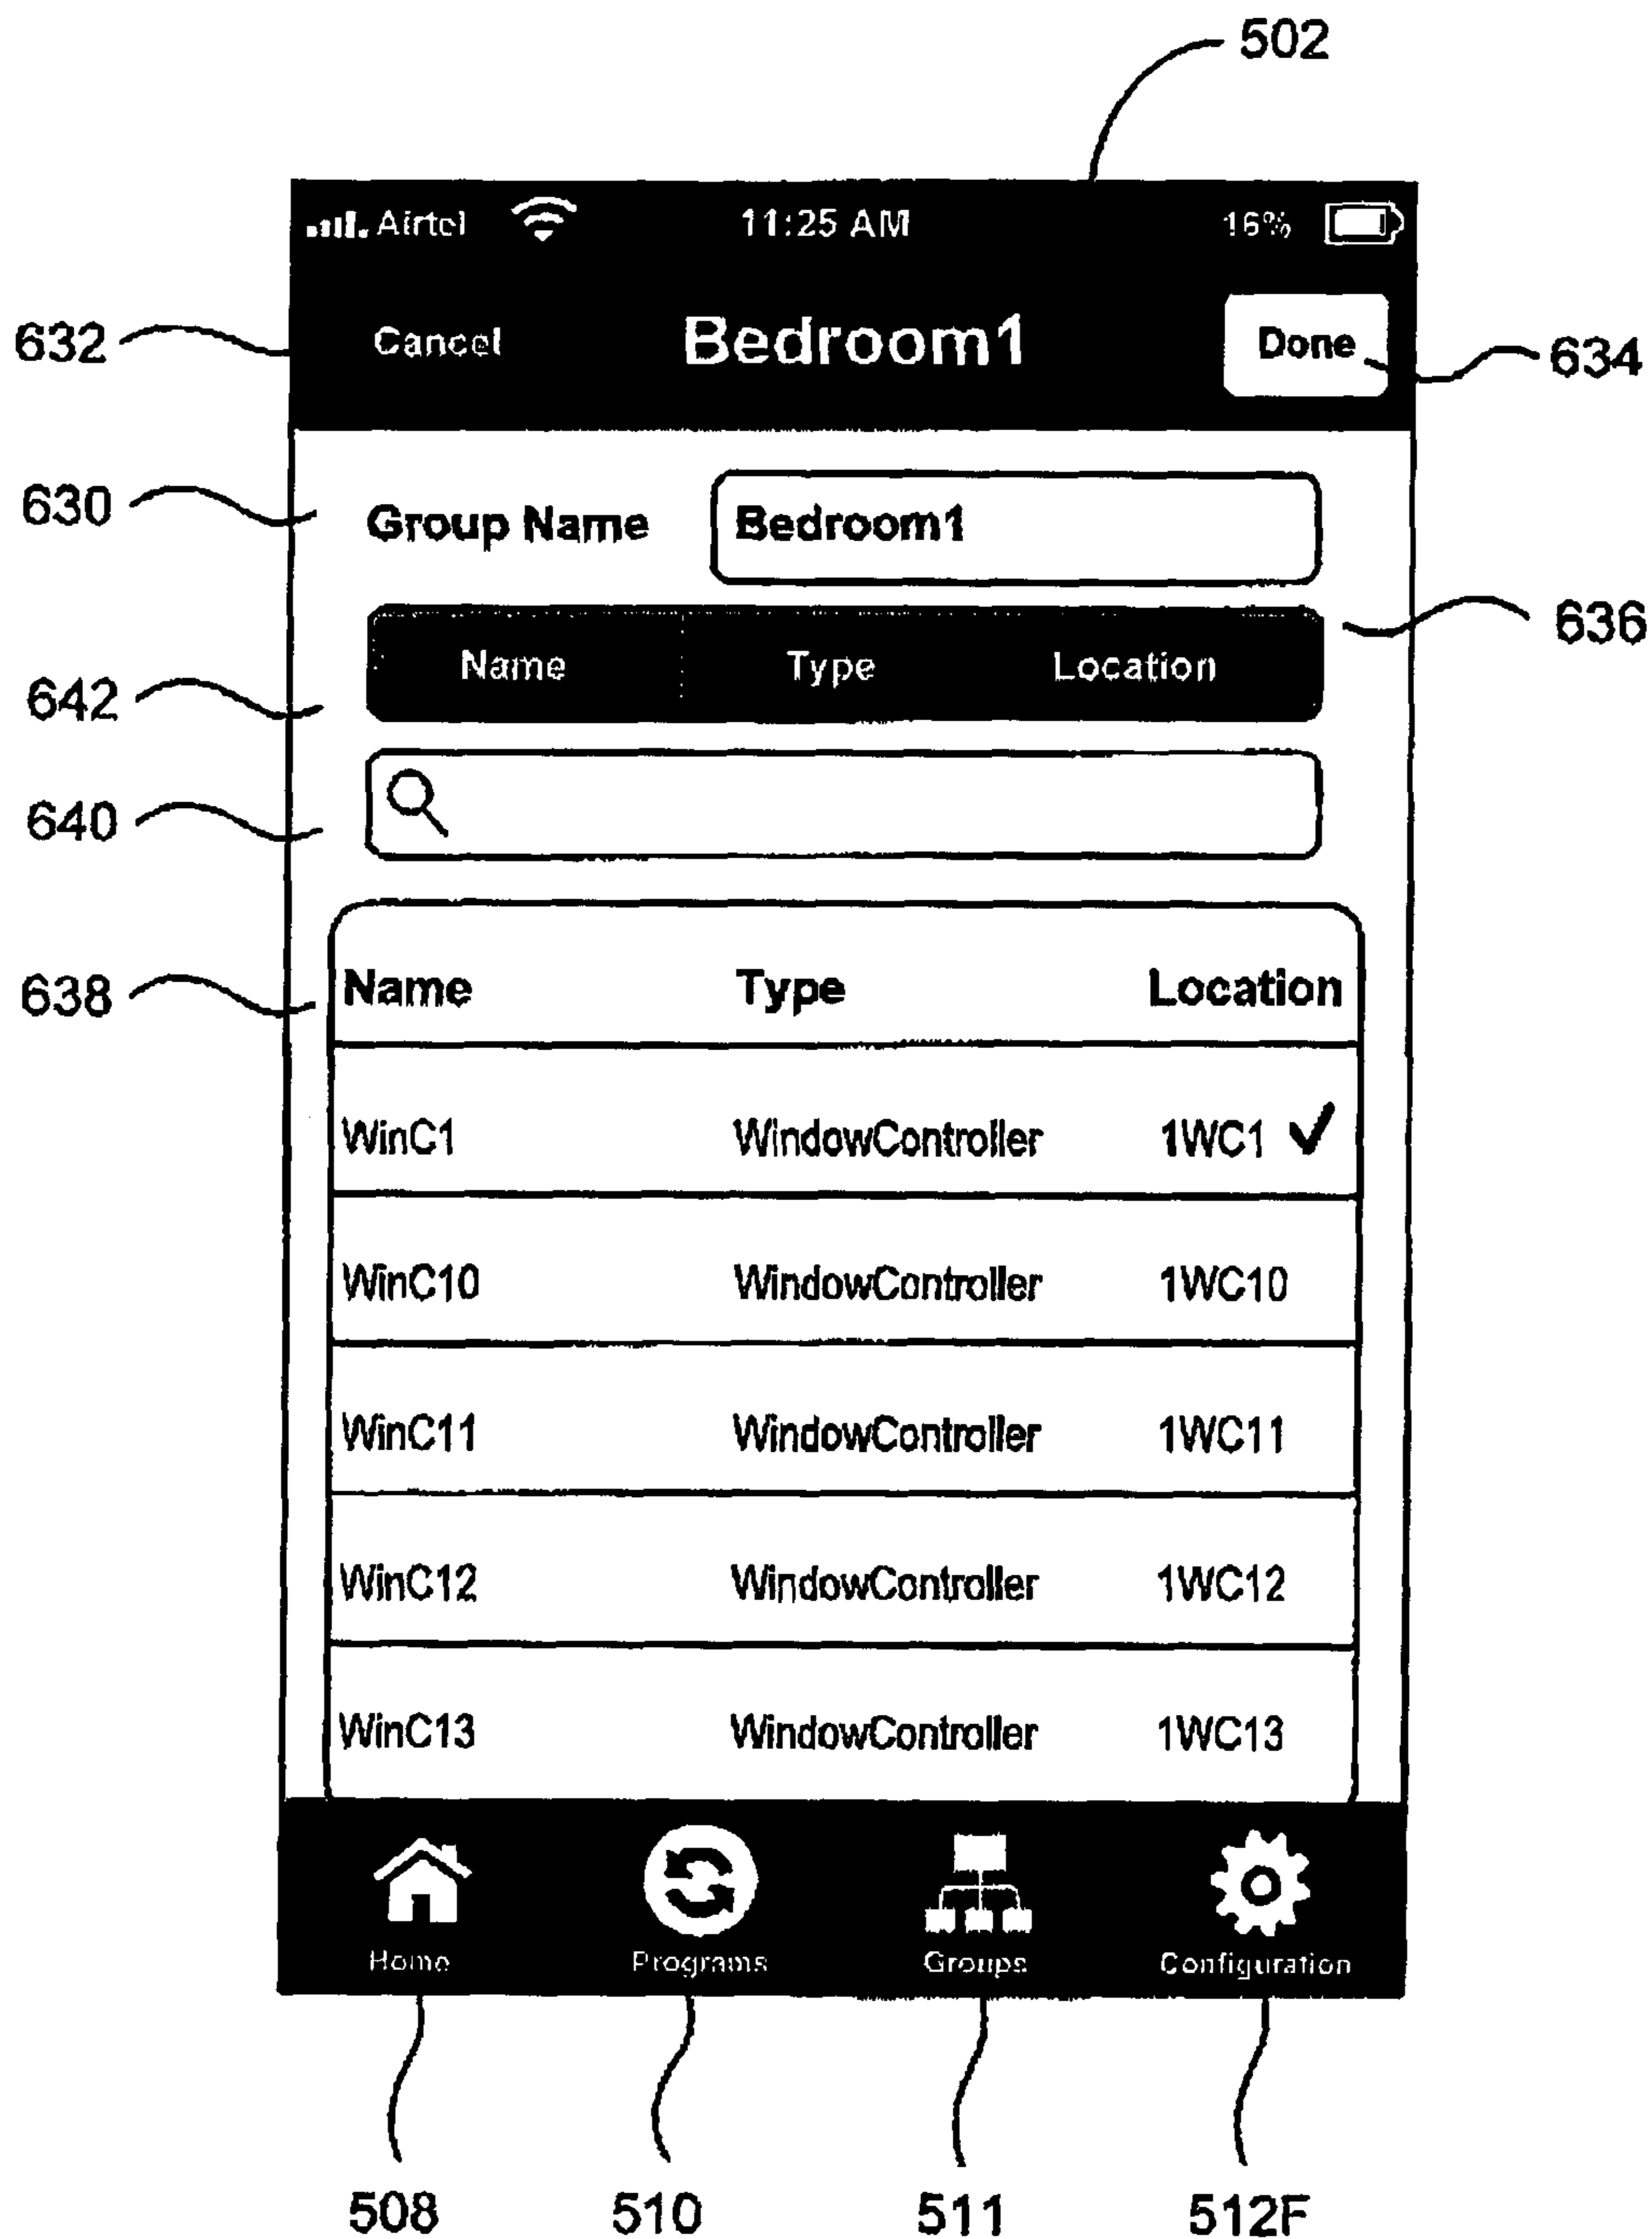 502
Airtel 11:25 AM 16%
632 Cancel Bedroom1 Done 634
630 Group Name Bedroom1
636
642 Name Type Location
640
638 Name Type Location
WinC1 WindowController 1WC1 ✓
WinC10 WindowController 1WC10
WinC11 WindowController 1WC11
WinC12 WindowController 1WC12
WinC13 WindowController 1WC13
Home Programs Groups Configuration
508 510 511 512F